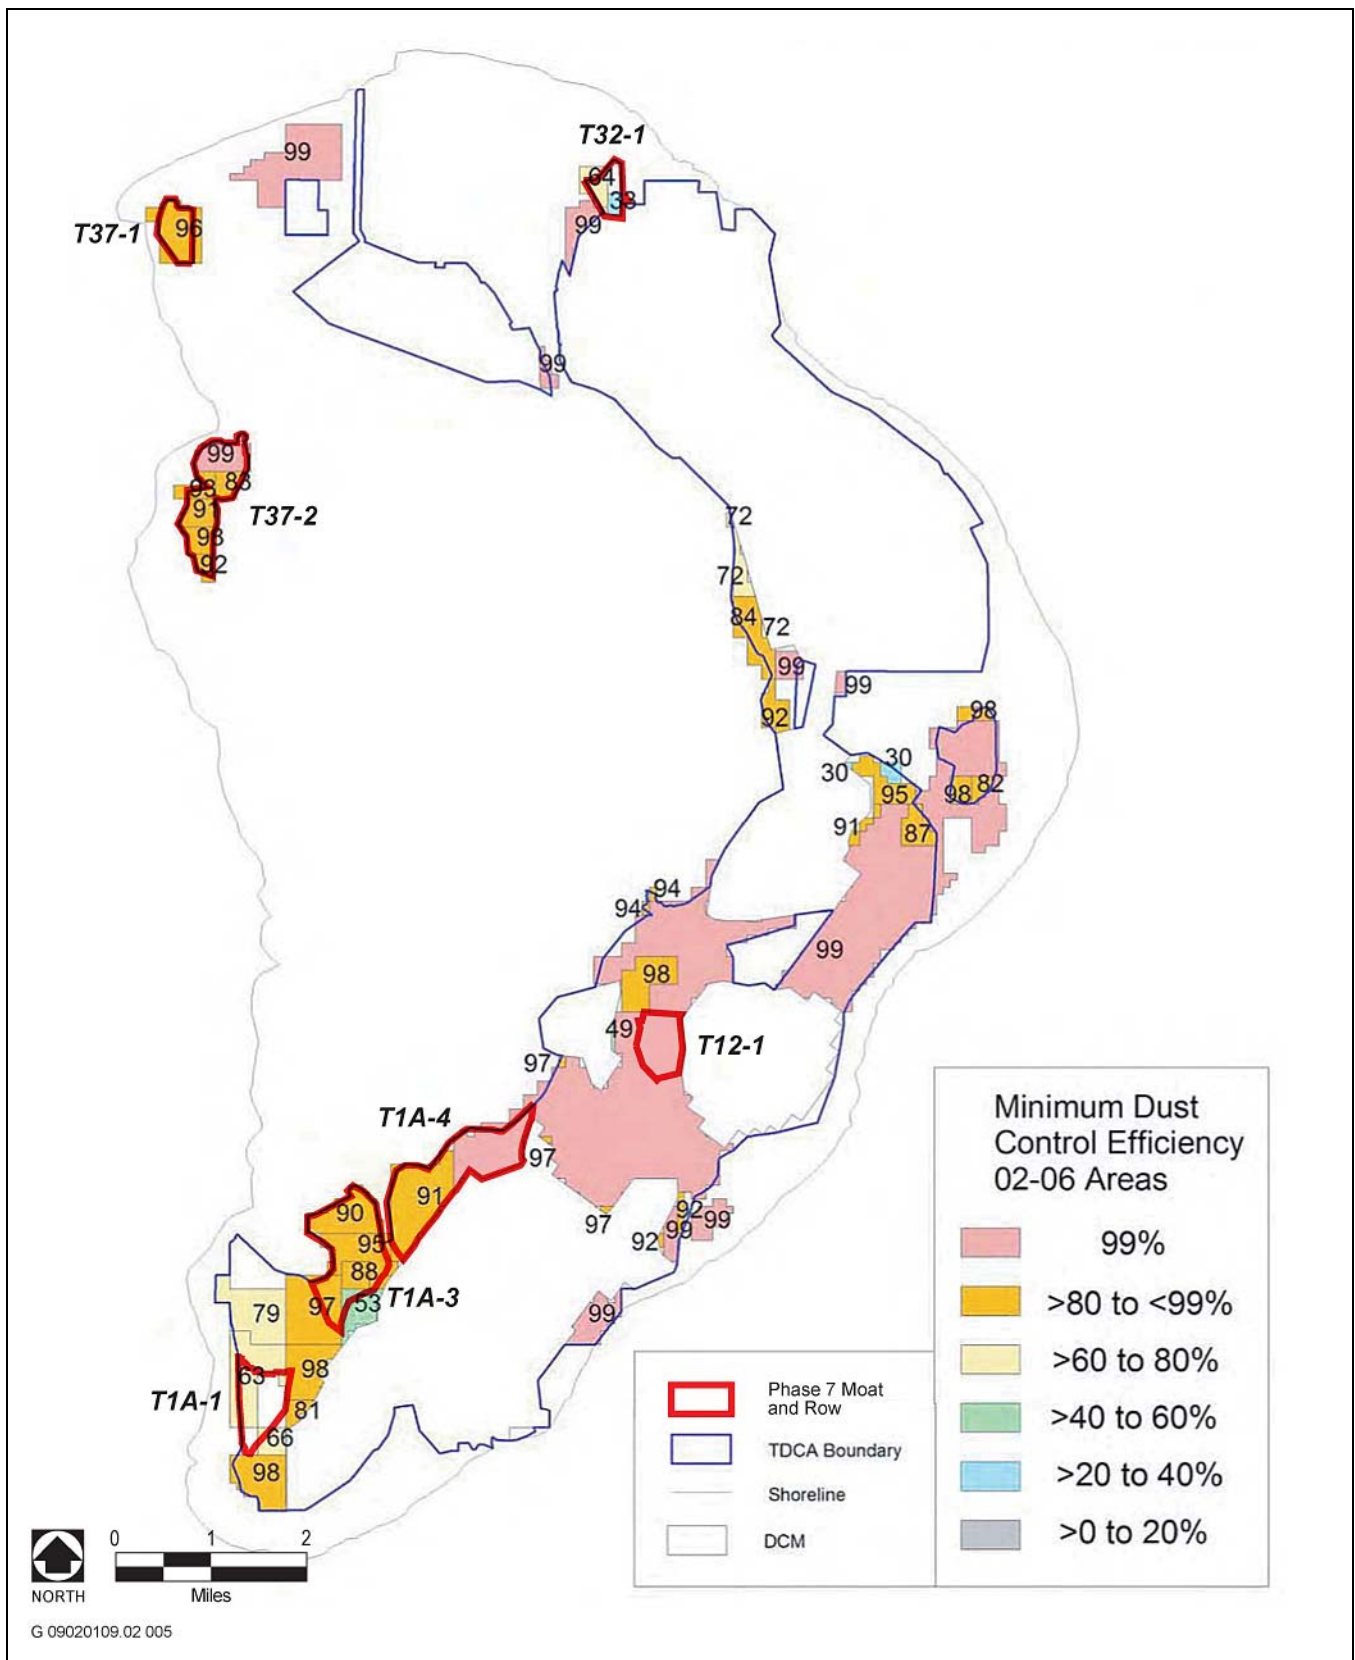 T32-1
99
64
33
T37-1
96
99
99
99
83
93
T37-2
91
93
92
72
72
84
72
99
99
92
98
30
30
95
98
82
91
87
94
94
99
98
49
T12-1
97
T1A-4
97
91
90
92
99
99
97
92
95
88
T1A-3
97
53
79
99
98
63
T1A-1
81
66
98
Minimum Dust
Control Efficiency
02-06 Areas
99%
>80 to <99%
>60 to 80%
>40 to 60%
>20 to 40%
>0 to 20%
Phase 7 Moat
and Row
TDCA Boundary
Shoreline
DCM
0 1 2
Miles
NORTH
G 09020109.02 005